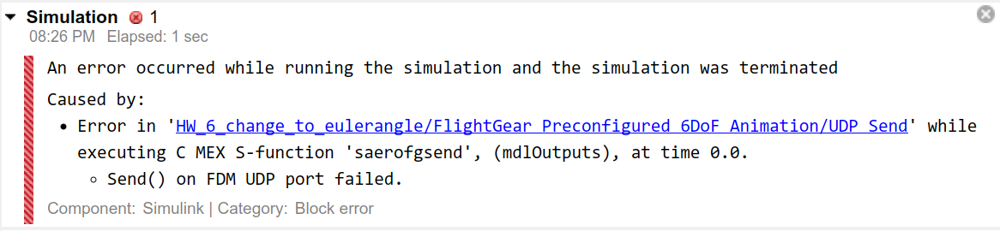 Simulation 1
08:26 PM Elapsed: 1 sec
An error occurred while running the simulation and the simulation was terminated
Caused by:
• Error in 'HW_6_change_to_eulerangle/FlightGear Preconfigured 6DoF Animation/UDP Send' while
executing C MEX S-function 'saerofgsend', (mdlOutputs), at time 0.0.
◦ Send() on FDM UDP port failed.
Component: Simulink | Category: Block error